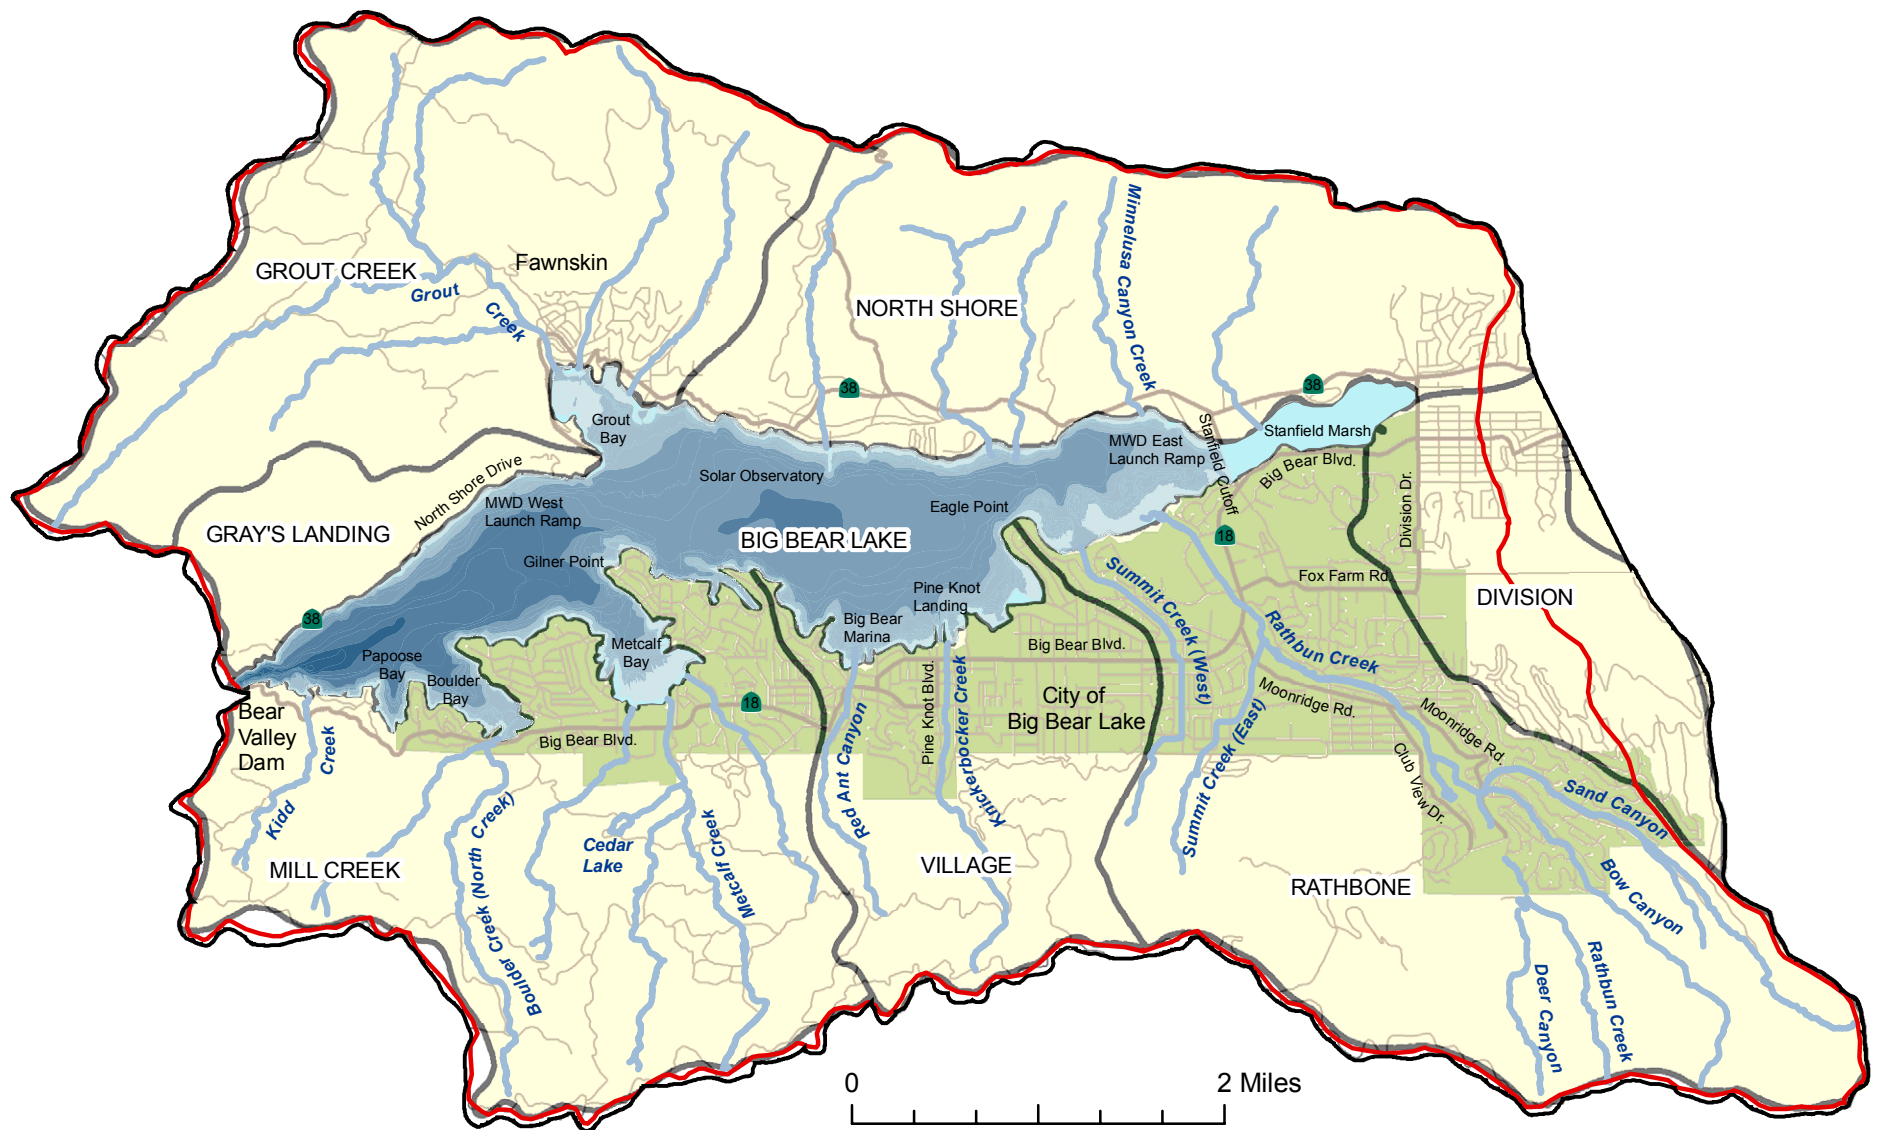 Minnelusa Canyon Creek
Fawnskin
GROUT CREEK
Grout
Creek
NORTH SHORE
38
38
Grout
Bay
Stanfield Cutoff
Stanfield Marsh
MWD East
Launch Ramp
Big Bear Blvd.
North Shore Drive
Solar Observatory
MWD West
Launch Ramp
Eagle Point
Division Dr.
GRAY'S LANDING
BIG BEAR LAKE
18
Gilner Point
Summit Creek (West)
Fox Farm Rd.
Pine Knot
Landing
DIVISION
38
Big Bear
Marina
Rathbun Creek
Metcalf
Bay
Big Bear Blvd.
Papoose
Bay
Boulder
Bay
Pine Knot Blvd.
Knickerbocker Creek
City of
Big Bear Lake
Moonridge Rd.
Moonridge Rd.
18
Bear
Valley
Dam
Creek
Kidd
Big Bear Blvd.
Red Ant Canyon
Summit Creek (East)
Club View Dr.
Sand Canyon
Boulder Creek (North Creek)
Cedar
Lake
Metcalf Creek
MILL CREEK
VILLAGE
RATHBONE
Bow Canyon
Deer Canyon
Rathbun Creek
0
2 Miles